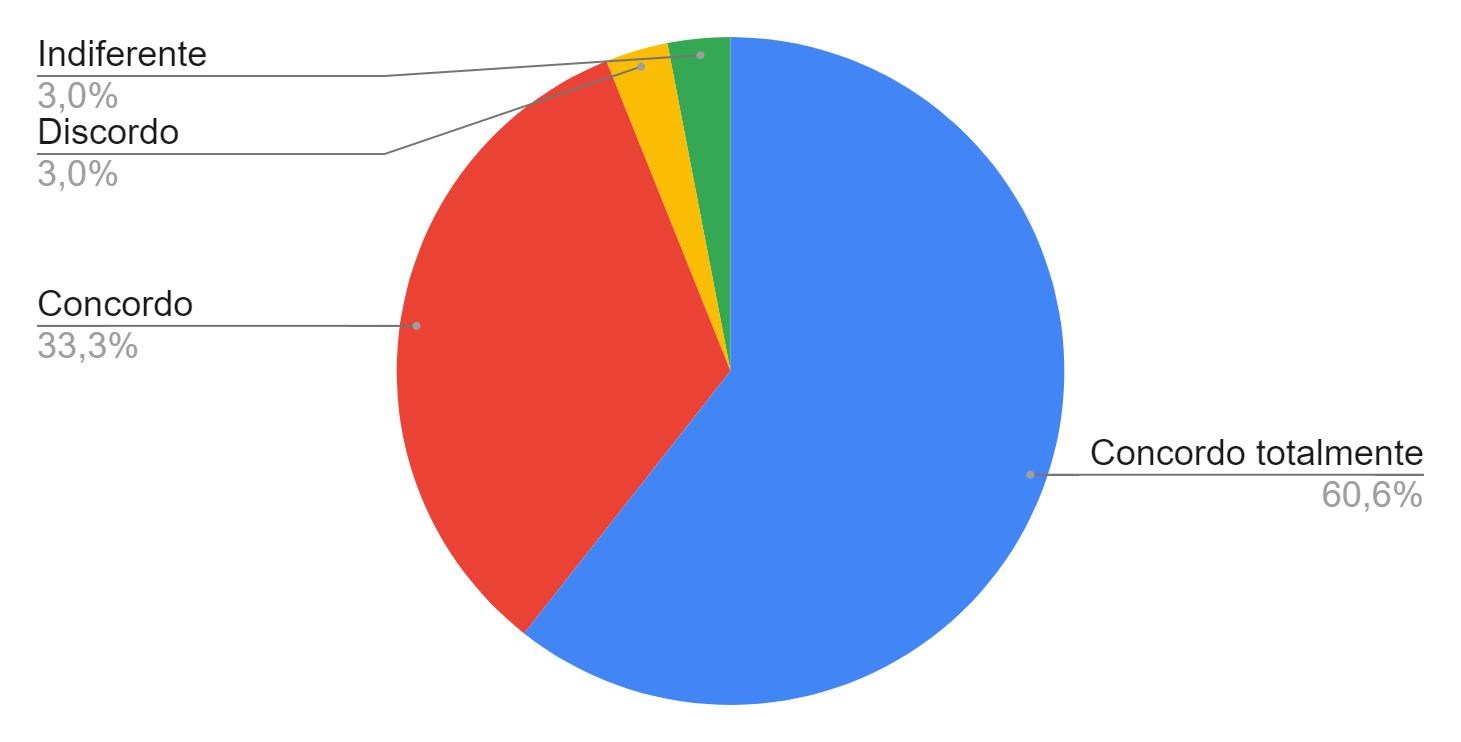 Indiferente
3,0%
Discordo
3,0%
Concordo
33,3%
Concordo totalmente
60,6%